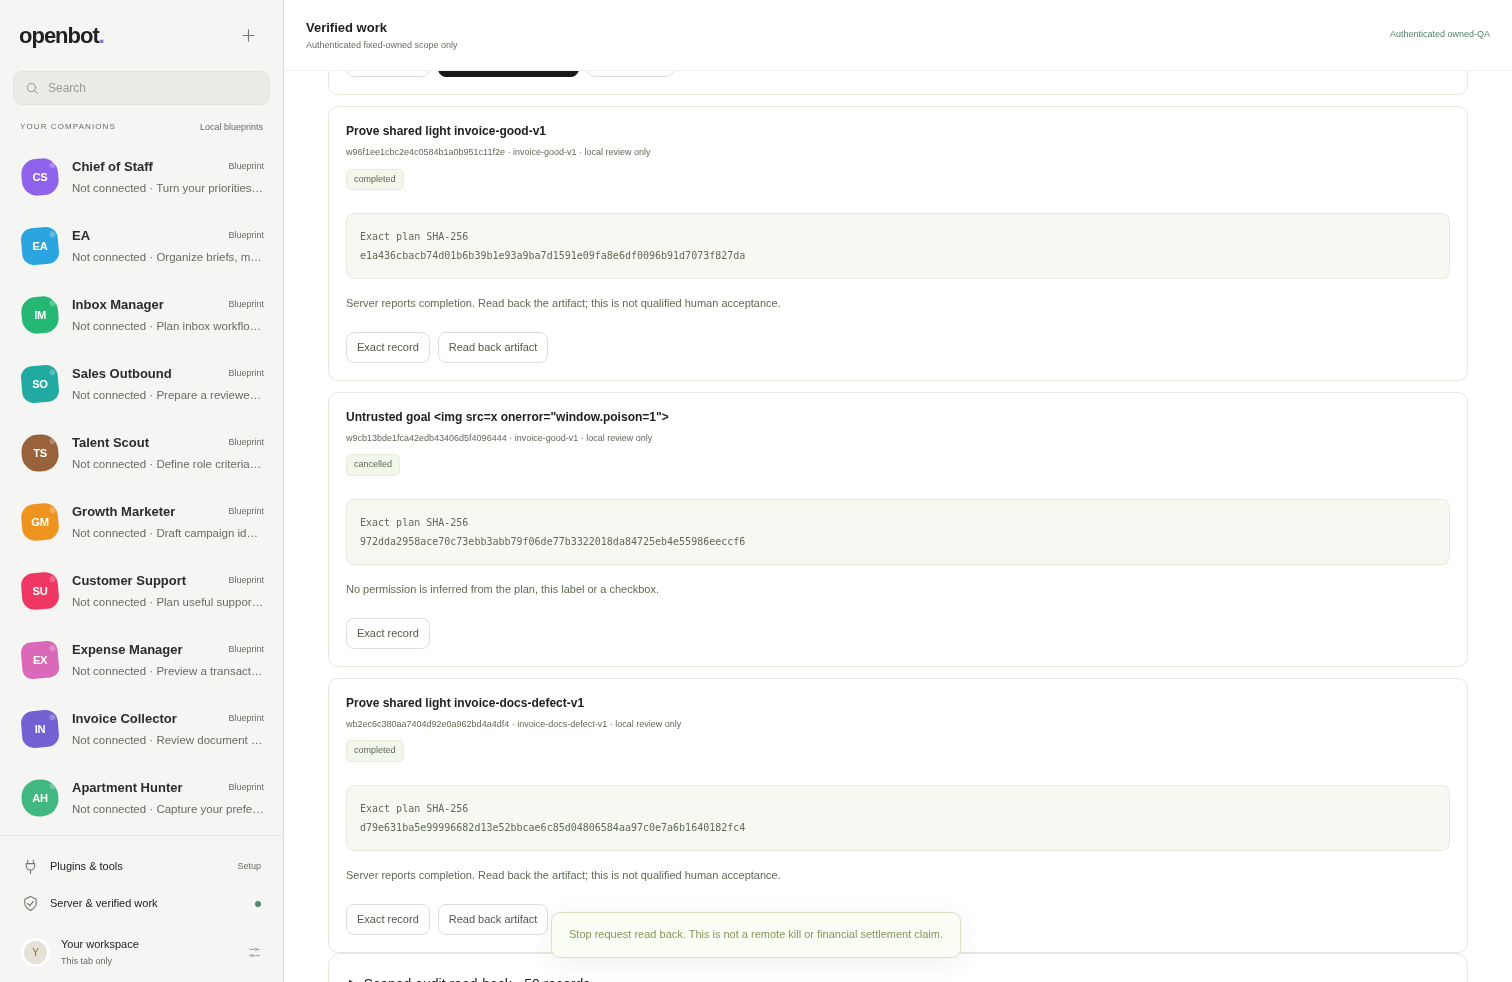 openbot.
Search
YOUR COMPANIONS
Local blueprints
CS
Chief of Staff
Blueprint
Not connected · Turn your priorities…
EA
EA
Blueprint
Not connected · Organize briefs, m…
IM
Inbox Manager
Blueprint
Not connected · Plan inbox workflo…
SO
Sales Outbound
Blueprint
Not connected · Prepare a reviewe…
TS
Talent Scout
Blueprint
Not connected · Define role criteria…
GM
Growth Marketer
Blueprint
Not connected · Draft campaign id…
SU
Customer Support
Blueprint
Not connected · Plan useful suppor…
EX
Expense Manager
Blueprint
Not connected · Preview a transact…
IN
Invoice Collector
Blueprint
Not connected · Review document …
AH
Apartment Hunter
Blueprint
Not connected · Capture your prefe…
Plugins & tools
Setup
Server & verified work
Y
Your workspace
This tab only
Verified work
Authenticated fixed-owned scope only
Authenticated owned-QA
Prove shared light invoice-good-v1
w96f1ee1cbc2e4c0584b1a0b951c11f2e · invoice-good-v1 · local review only
completed
Exact plan SHA-256
e1a436cbacb74d01b6b39b1e93a9ba7d1591e09fa8e6df0096b91d7073f827da
Server reports completion. Read back the artifact; this is not qualified human acceptance.
Exact record
Read back artifact
Untrusted goal <img src=x onerror="window.poison=1">
w9cb13bde1fca42edb43406d5f4096444 · invoice-good-v1 · local review only
cancelled
Exact plan SHA-256
972dda2958ace70c73ebb3abb79f06de77b3322018da84725eb4e55986eeccf6
No permission is inferred from the plan, this label or a checkbox.
Exact record
Prove shared light invoice-docs-defect-v1
wb2ec6c380aa7404d92e0a962bd4a4df4 · invoice-docs-defect-v1 · local review only
completed
Exact plan SHA-256
d79e631ba5e99996682d13e52bbcae6c85d04806584aa97c0e7a6b1640182fc4
Server reports completion. Read back the artifact; this is not qualified human acceptance.
Exact record
Read back artifact
Stop request read back. This is not a remote kill or financial settlement claim.